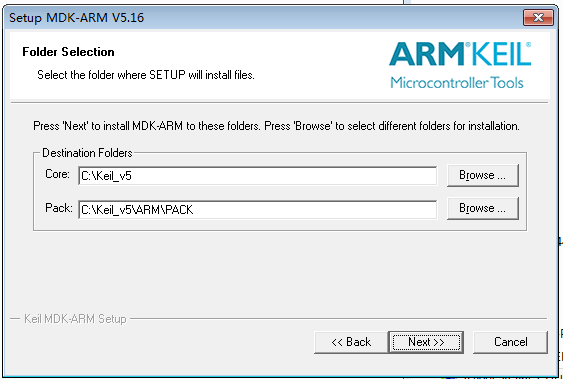 Setup MDK-ARM V5.16
Folder Selection
Select the folder where SETUP will install files.
ARM®KEIL
Microcontroller Tools
Press 'Next' to install MDK-ARM to these folders. Press 'Browse' to select different folders for installation.
Destination Folders
Core: C:\Keil_v5 Browse ...
Pack: C:\Keil_v5\ARM\PACK Browse ...
Keil MDK-ARM Setup
<< Back Next >> Cancel